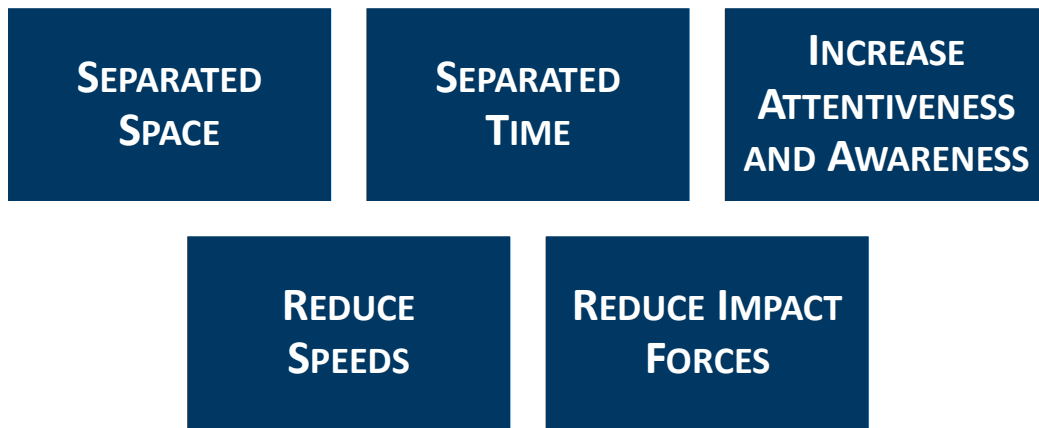 SEPARATED
SPACE
SEPARATED
TIME
INCREASE
ATTENTIVENESS
AND AWARENESS
REDUCE
SPEEDS
REDUCE IMPACT
FORCES